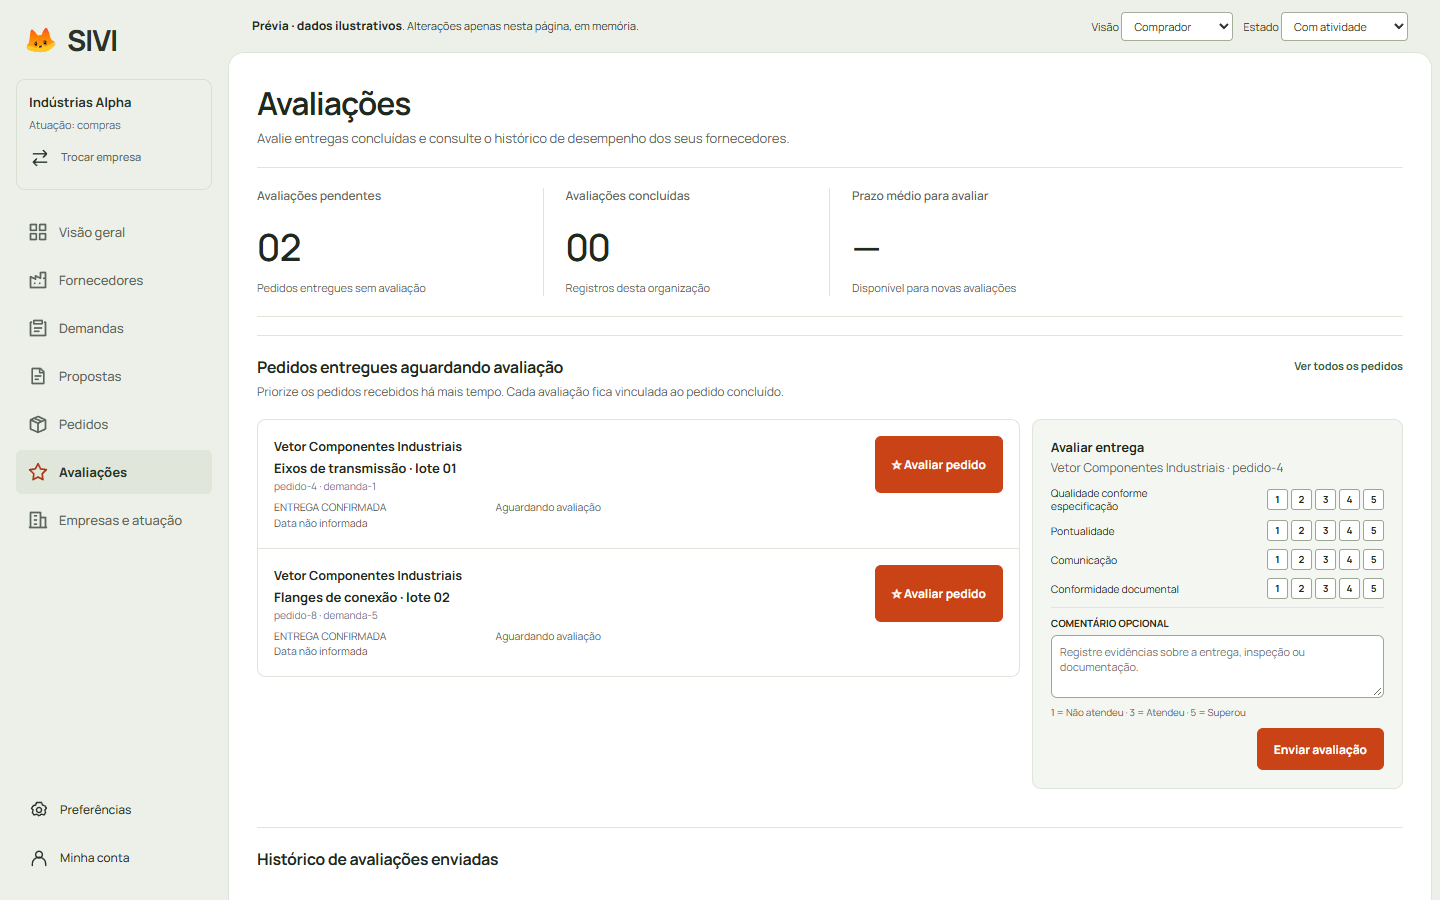 SIVI
Prévia · dados ilustrativos. Alterações apenas nesta página, em memória.
Visão Comprador Estado Com atividade
Indústrias Alpha
Atuação: compras
Trocar empresa
Visão geral
Fornecedores
Demandas
Propostas
Pedidos
Avaliações
Empresas e atuação
Preferências
Minha conta
Avaliações
Avalie entregas concluídas e consulte o histórico de desempenho dos seus fornecedores.
Avaliações pendentes
02
Pedidos entregues sem avaliação
Avaliações concluídas
00
Registros desta organização
Prazo médio para avaliar
—
Disponível para novas avaliações
Pedidos entregues aguardando avaliação
Ver todos os pedidos
Priorize os pedidos recebidos há mais tempo. Cada avaliação fica vinculada ao pedido concluído.
Vetor Componentes Industriais
Eixos de transmissão · lote 01
pedido-4 · demanda-1
ENTREGA CONFIRMADA
Data não informada
Aguardando avaliação
☆ Avaliar pedido
Vetor Componentes Industriais
Flanges de conexão · lote 02
pedido-8 · demanda-5
ENTREGA CONFIRMADA
Data não informada
Aguardando avaliação
☆ Avaliar pedido
Avaliar entrega
Vetor Componentes Industriais · pedido-4
Qualidade conforme
especificação
1 2 3 4 5
Pontualidade 1 2 3 4 5
Comunicação 1 2 3 4 5
Conformidade documental 1 2 3 4 5
COMENTÁRIO OPCIONAL
Registre evidências sobre a entrega, inspeção ou
documentação.
1 = Não atendeu · 3 = Atendeu · 5 = Superou
Enviar avaliação
Histórico de avaliações enviadas